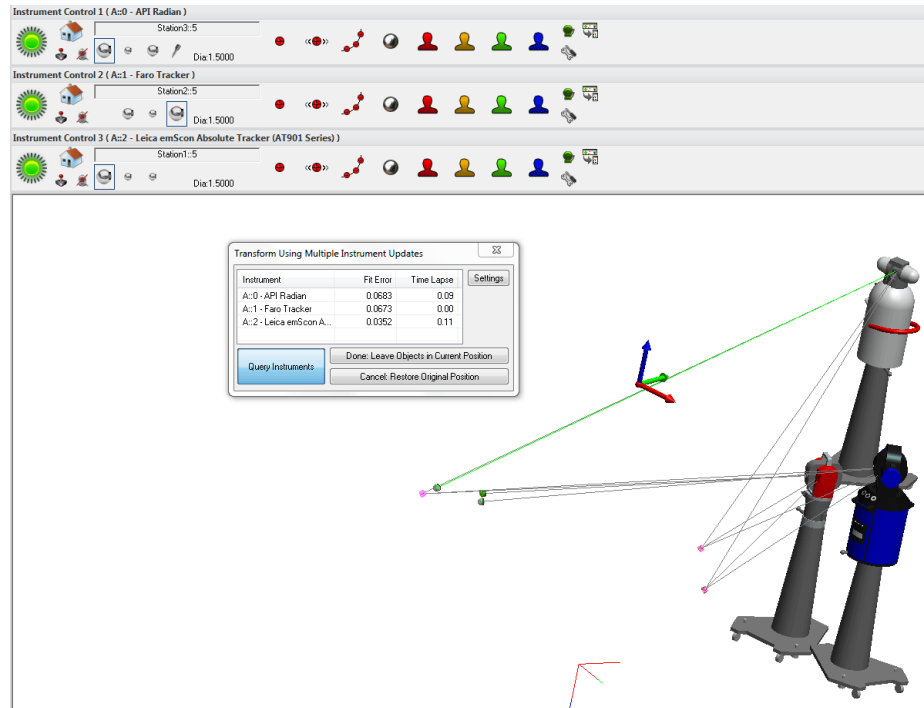 Instrument Control 1 ( A::0 - API Radian )
Station3::5
Dia:1.5000
Instrument Control 2 ( A::1 - Faro Tracker )
Station2::5
Dia:1.5000
Instrument Control 3 ( A::2 - Leica emScon Absolute Tracker (AT901 Series) )
Station1::5
Dia:1.5000
Transform Using Multiple Instrument Updates
Instrument Fit Error Time Lapse Settings
A::0 - API Radian 0.0683 0.09
A::1 - Faro Tracker 0.0673 0.00
A::2 - Leica emScon A... 0.0352 0.11
Query Instruments
Done: Leave Objects in Current Position
Cancel: Restore Original Position